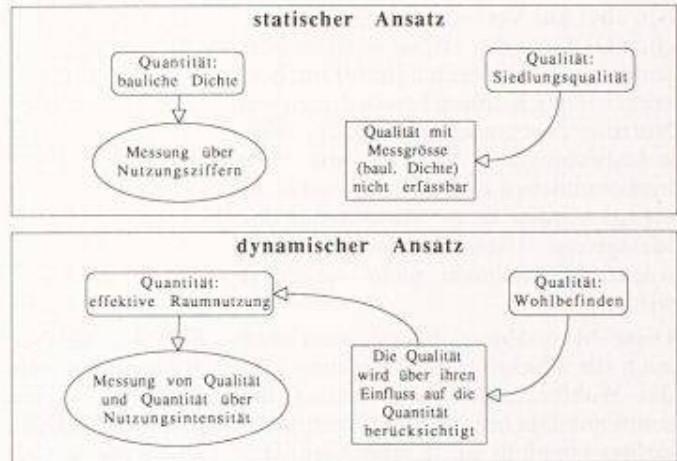 statischer Ansatz
Quantität:
bauliche Dichte
Messung über
Nutzungsziffern
Qualität:
Siedlungsqualität
Qualität mit
Messgrösse
(baul. Dichte)
nicht erfassbar
dynamischer Ansatz
Quantität:
effektive Raumnutzung
Messung von Qualität
und Quantität über
Nutzungsintensität
Qualität:
Wohlbefinden
Die Qualität
wird über ihren
Einfluss auf die
Quantität
berücksichtigt